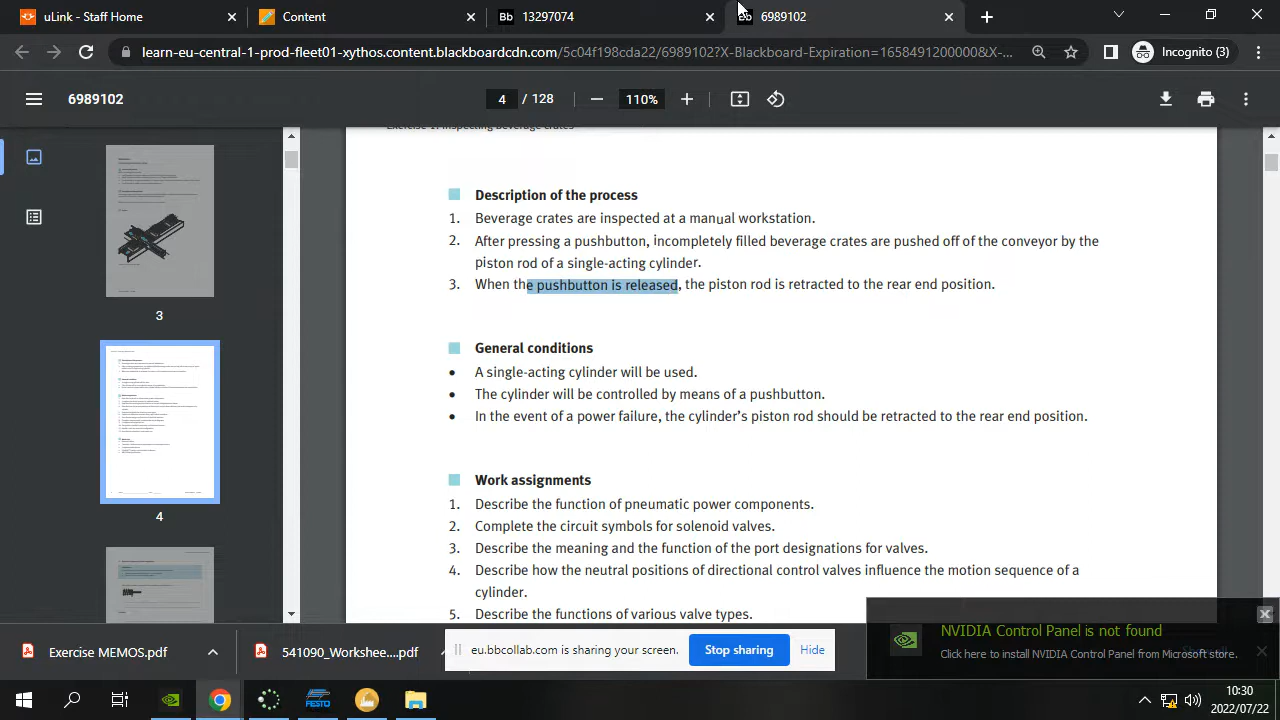 uLink - Staff Home
Content
Bb 13297074
Bb 6989102
Incognito (3)
learn-eu-central-1-prod-fleet01-xythos.content.blackboardcdn.com/5c04f198cda22/6989102?X-Blackboard-Expiration=1658491200000&X-...
6989102
4 / 128
110%
3
4
Exercise 1: Inspecting beverage crates
Description of the process
1. Beverage crates are inspected at a manual workstation.
2. After pressing a pushbutton, incompletely filled beverage crates are pushed off of the conveyor by the
piston rod of a single-acting cylinder.
3. When the pushbutton is released, the piston rod is retracted to the rear end position.
General conditions
• A single-acting cylinder will be used.
• The cylinder will be controlled by means of a pushbutton.
• In the event of a power failure, the cylinder's piston rod should be retracted to the rear end position.
Work assignments
1. Describe the function of pneumatic power components.
2. Complete the circuit symbols for solenoid valves.
3. Describe the meaning and the function of the port designations for valves.
4. Describe how the neutral positions of directional control valves influence the motion sequence of a
cylinder.
5. Describe the functions of various valve types.
NVIDIA Control Panel is not found
Click here to install NVIDIA Control Panel from Microsoft store.
Exercise MEMOS.pdf
541090_Workshee....pdf
eu.bbcollab.com is sharing your screen.
Stop sharing
Hide
FESTO
10:30
2022/07/22